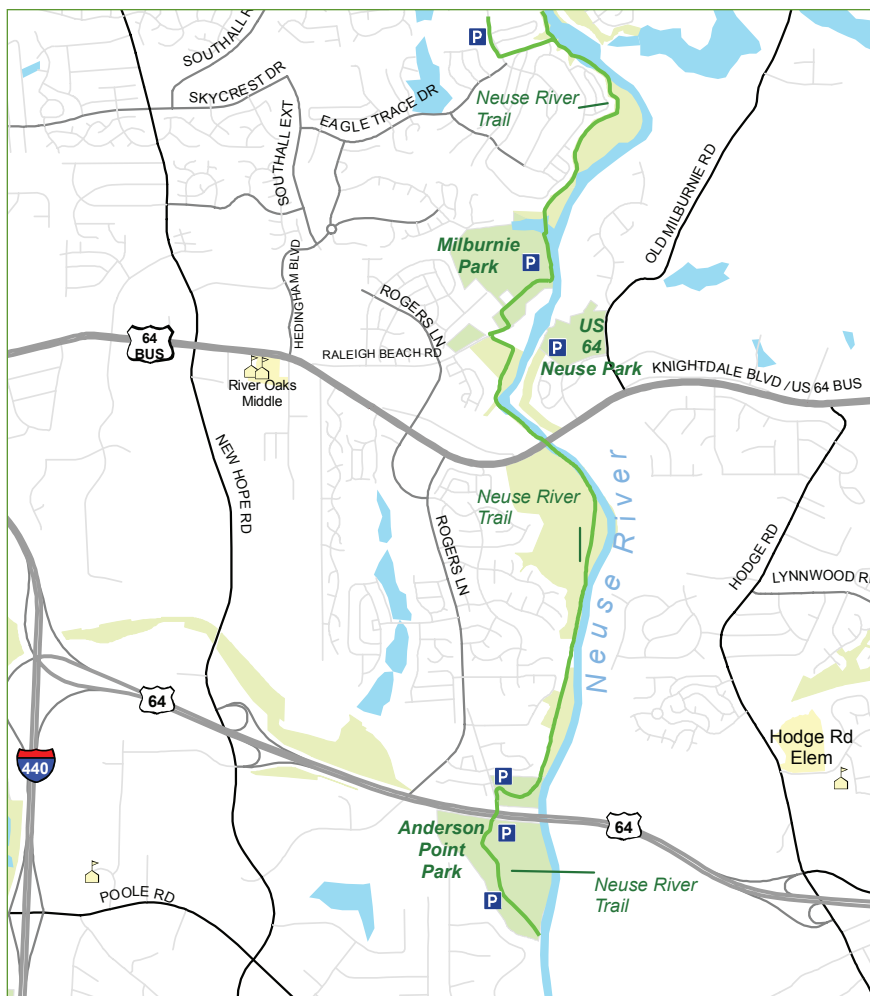 SOUTHALL R
P
SKYCREST DR
Neuse River
Trail
EAGLE TRACE DR
SOUTHALL EXT
OLD MILBURNIE RD
Milburnie
Park
P
HEDINGHAM BLVD
ROGERS LN
US
64
Neuse Park
P
64
BUS
RALEIGH BEACH RD
KNIGHTDALE BLVD / US 64 BUS
River Oaks
Middle
NEW HOPE RD
Neuse River
Trail
Neuse River
ROGERS LN
HODGE RD
LYNNWOOD R
64
440
Hodge Rd
Elem
P
Anderson
Point
Park
P
64
P
Neuse River
Trail
POOLE RD